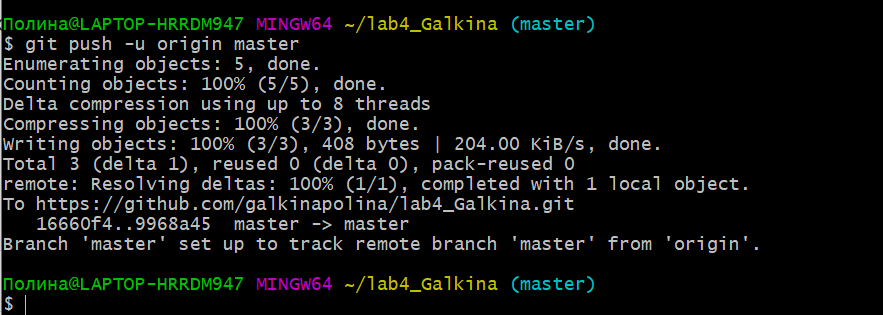 Полина@LAPTOP-HRRDM947 MINGW64 ~/lab4_Galkina (master)
$ git push -u origin master
Enumerating objects: 5, done.
Counting objects: 100% (5/5), done.
Delta compression using up to 8 threads
Compressing objects: 100% (3/3), done.
Writing objects: 100% (3/3), 408 bytes | 204.00 KiB/s, done.
Total 3 (delta 1), reused 0 (delta 0), pack-reused 0
remote: Resolving deltas: 100% (1/1), completed with 1 local object.
To https://github.com/galkinapolina/lab4_Galkina.git
   16660f4..9968a45  master -> master
Branch 'master' set up to track remote branch 'master' from 'origin'.
Полина@LAPTOP-HRRDM947 MINGW64 ~/lab4_Galkina (master)
$